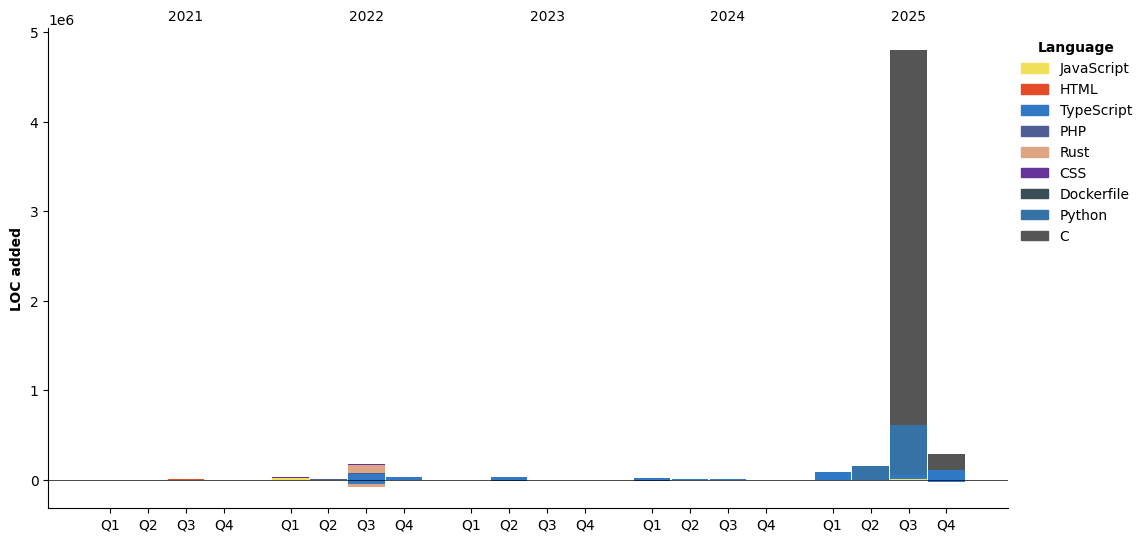 1e6
2021 2022 2023 2024 2025
5
4
3
2
1
0
LOC added
Q1 Q2 Q3 Q4 Q1 Q2 Q3 Q4 Q1 Q2 Q3 Q4 Q1 Q2 Q3 Q4 Q1 Q2 Q3 Q4
Language
JavaScript
HTML
TypeScript
PHP
Rust
CSS
Dockerfile
Python
C